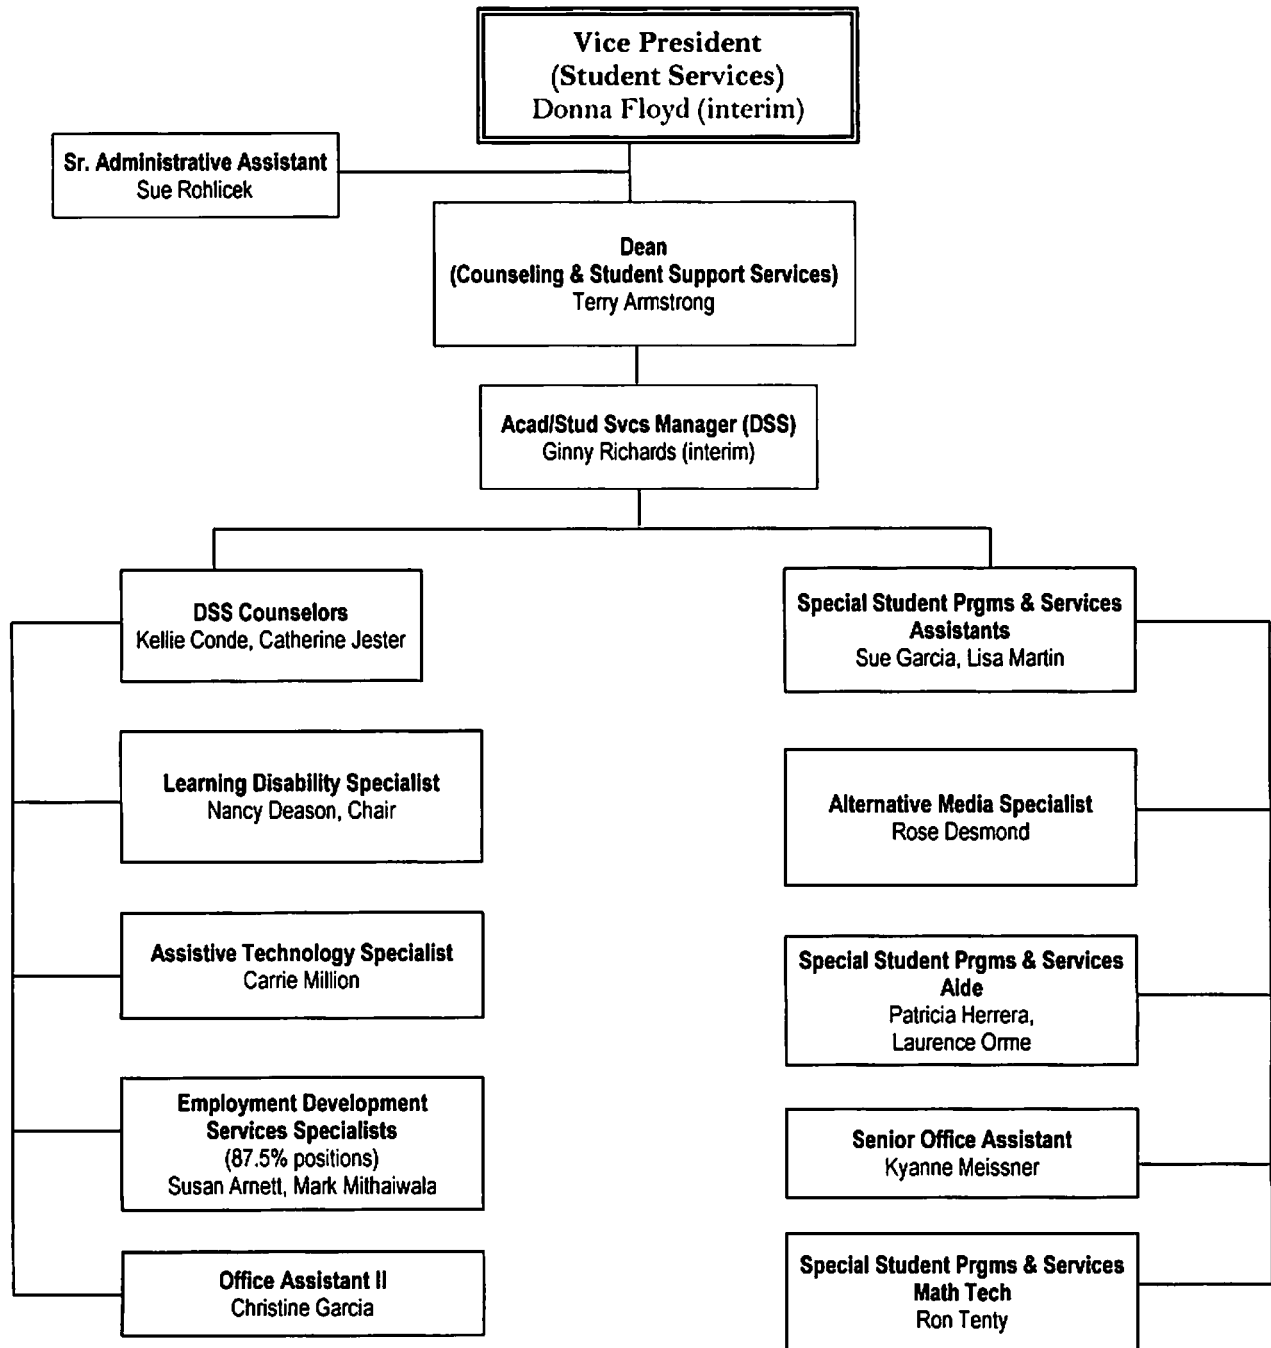 Vice President
(Student Services)
Donna Floyd (interim)
Sr. Administrative Assistant
Sue Rohlicek
Dean
(Counseling & Student Support Services)
Terry Armstrong
Acad/Stud Svcs Manager (DSS)
Ginny Richards (interim)
DSS Counselors
Kellie Conde, Catherine Jester
Learning Disability Specialist
Nancy Deason, Chair
Assistive Technology Specialist
Carrie Million
Employment Development
Services Specialists
(87.5% positions)
Susan Arnett, Mark Mithaiwala
Office Assistant II
Christine Garcia
Special Student Prgms & Services
Assistants
Sue Garcia, Lisa Martin
Alternative Media Specialist
Rose Desmond
Special Student Prgms & Services
Aide
Patricia Herrera,
Laurence Orme
Senior Office Assistant
Kyanne Meissner
Special Student Prgms & Services
Math Tech
Ron Tenty